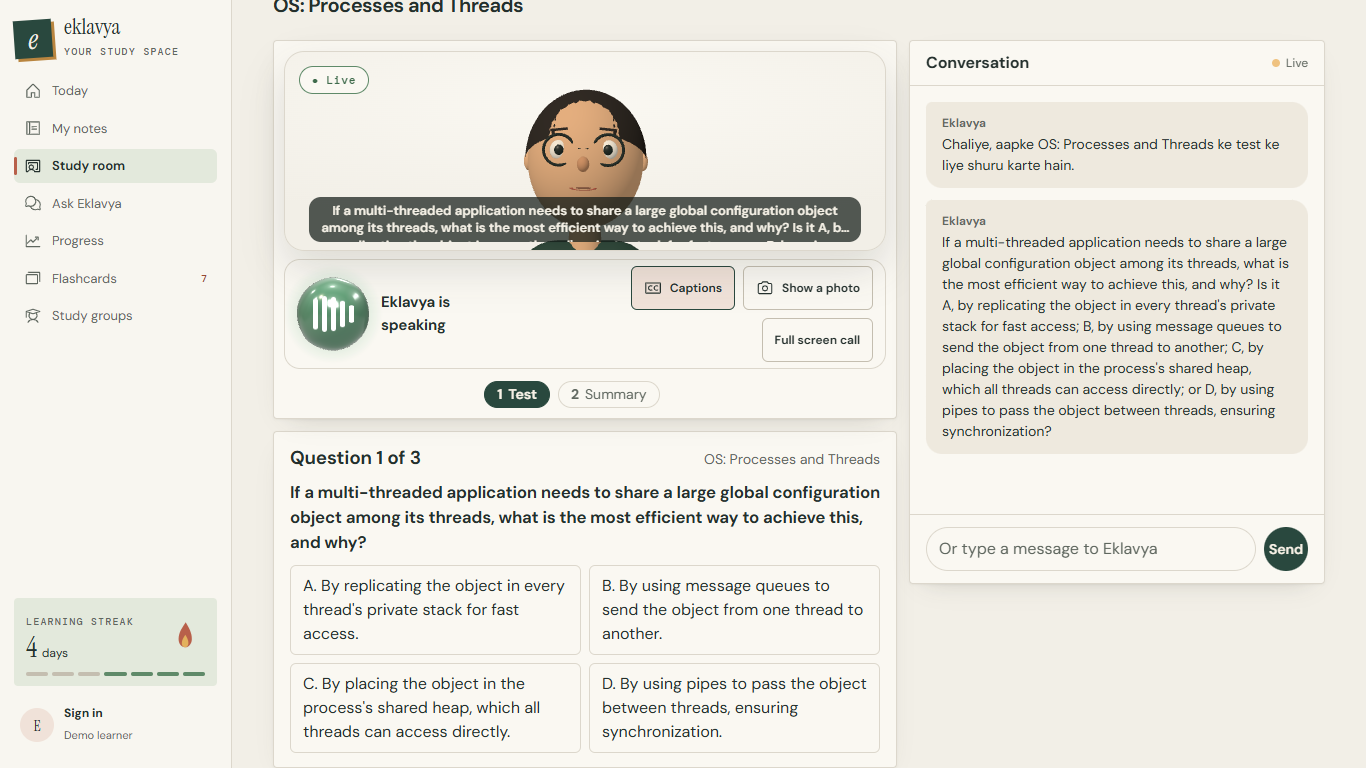 e
eklavya
YOUR STUDY SPACE
Today
My notes
Study room
Ask Eklavya
Progress
Flashcards 7
Study groups
LEARNING STREAK
4 days
E
Sign in
Demo learner
OS: Processes and Threads
Live
If a multi-threaded application needs to share a large global configuration object
among its threads, what is the most efficient way to achieve this, and why? Is it A, b...
Eklavya is
speaking
CC Captions
Show a photo
Full screen call
1 Test
2 Summary
Question 1 of 3
OS: Processes and Threads
If a multi-threaded application needs to share a large global configuration
object among its threads, what is the most efficient way to achieve this,
and why?
A. By replicating the object in every
thread's private stack for fast
access.
B. By using message queues to
send the object from one thread to
another.
C. By placing the object in the
process's shared heap, which all
threads can access directly.
D. By using pipes to pass the object
between threads, ensuring
synchronization.
Conversation
Live
Eklavya
Chaliye, aapke OS: Processes and Threads ke test ke
liye shuru karte hain.
Eklavya
If a multi-threaded application needs to share a large
global configuration object among its threads, what is
the most efficient way to achieve this, and why? Is it
A, by replicating the object in every thread's private
stack for fast access; B, by using message queues to
send the object from one thread to another; C, by
placing the object in the process's shared heap,
which all threads can access directly; or D, by using
pipes to pass the object between threads, ensuring
synchronization?
Or type a message to Eklavya
Send